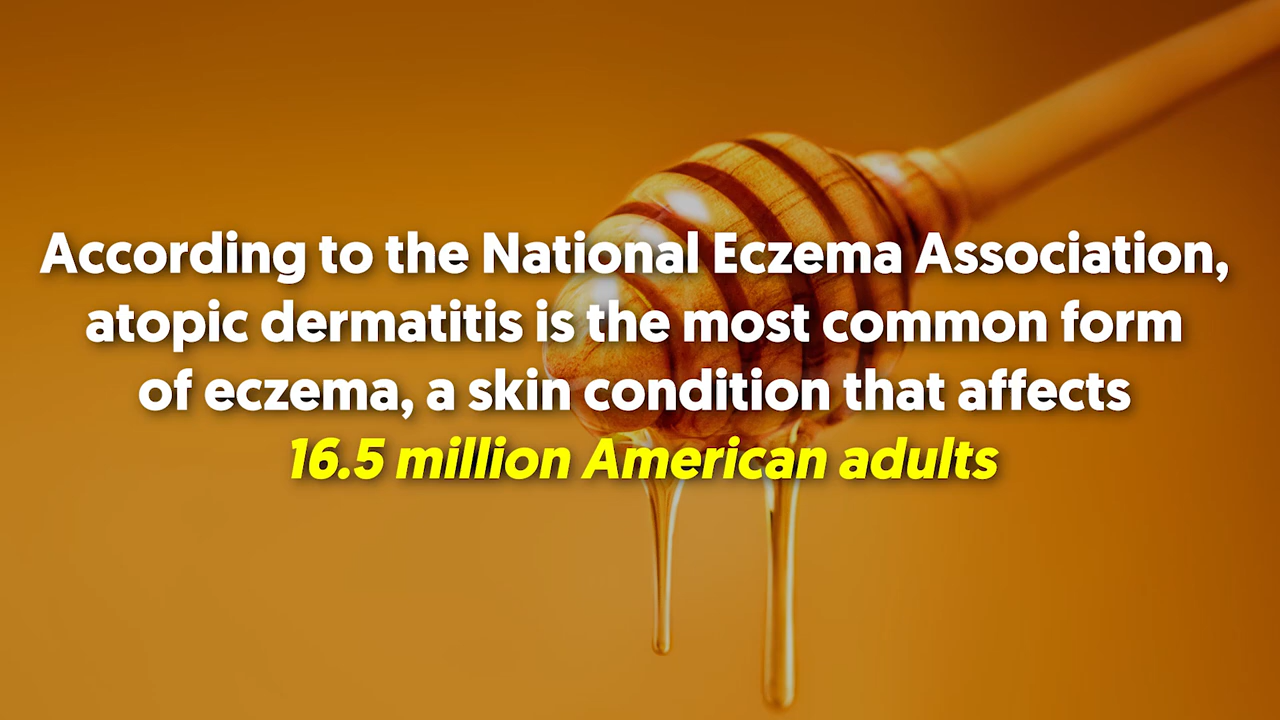 According to the National Eczema Association,
atopic dermatitis is the most common form
of eczema, a skin condition that affects
16.5 million American adults